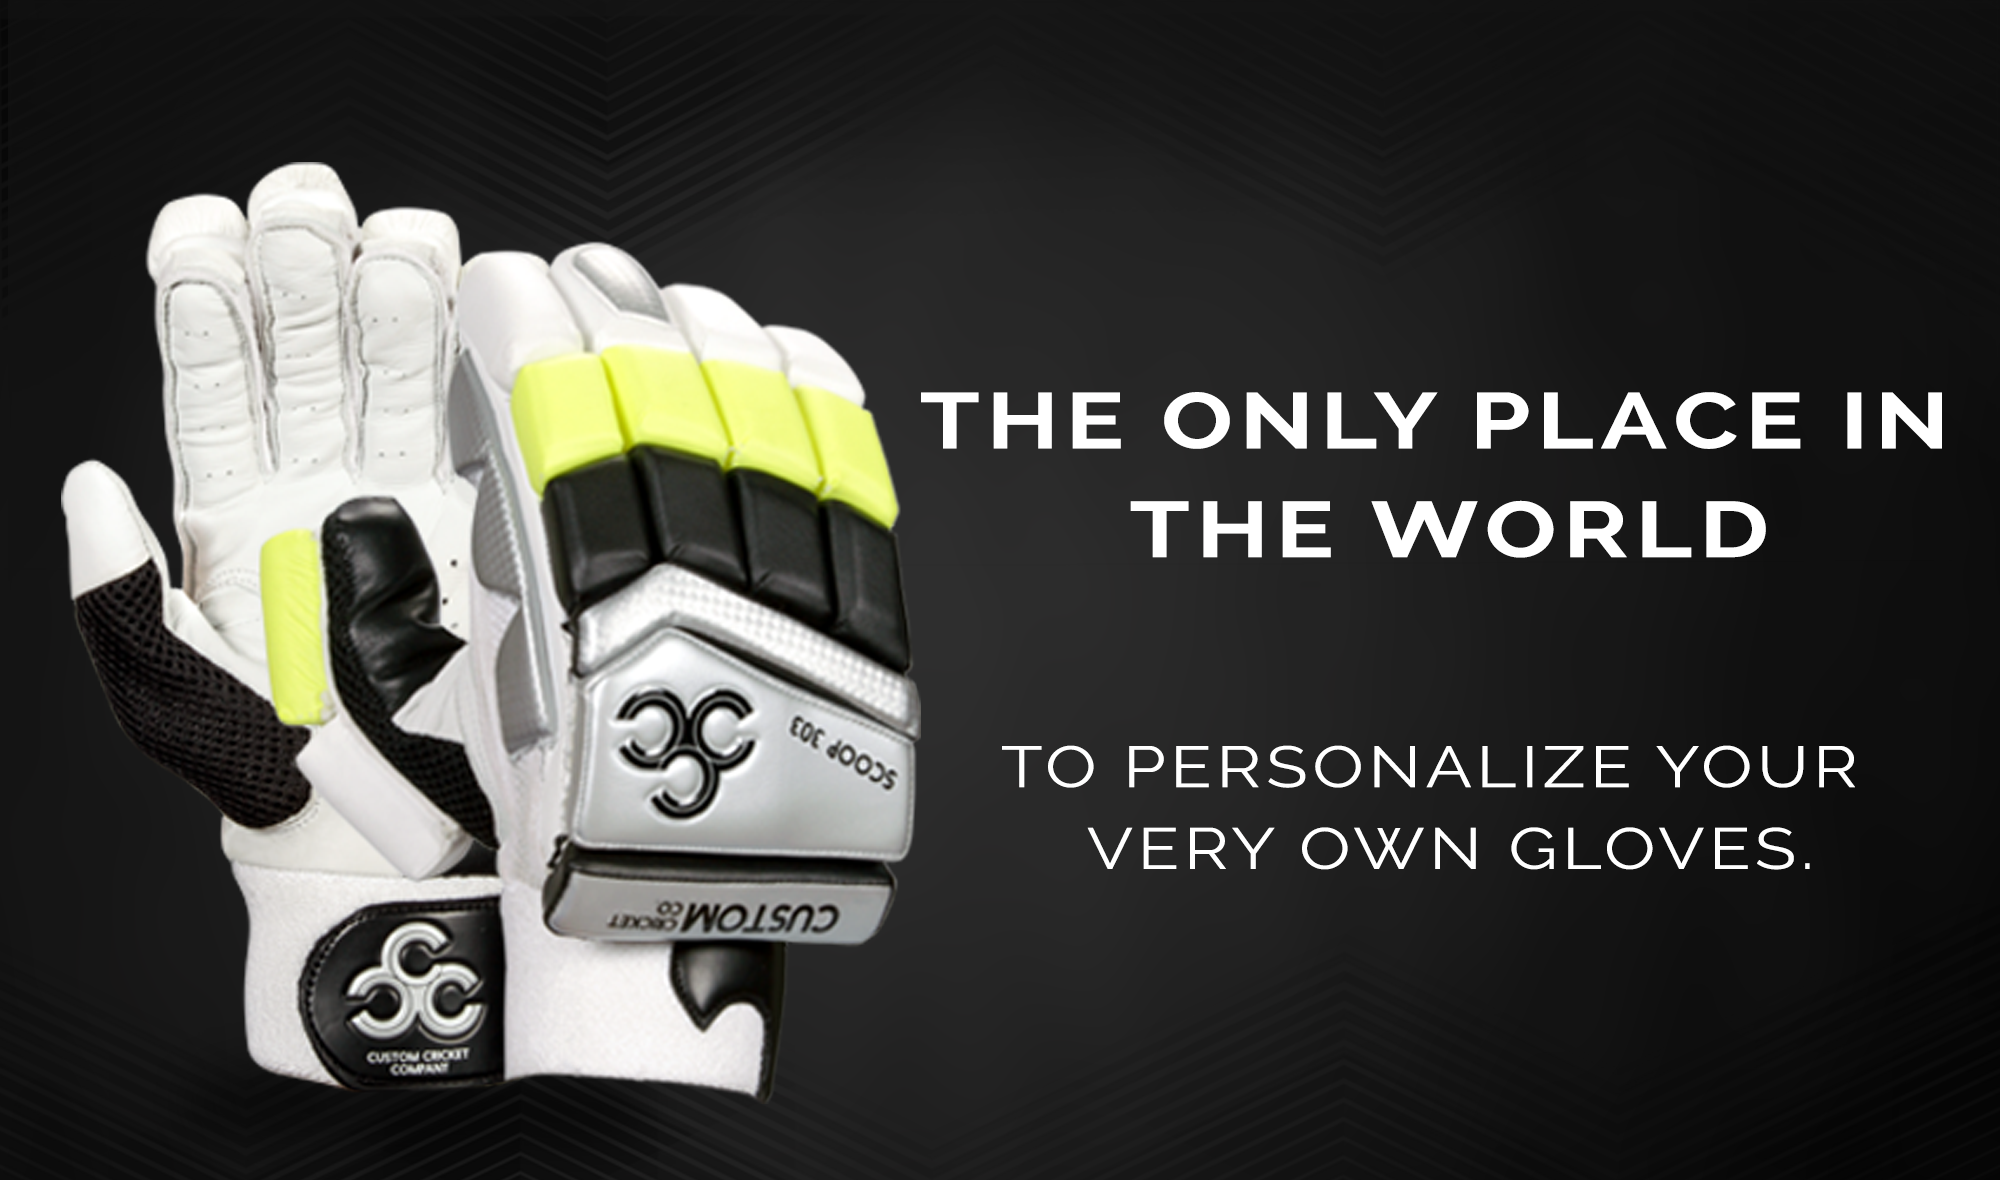 THE ONLY PLACE IN
THE WORLD
TO PERSONALIZE YOUR
VERY OWN GLOVES.
SCOOP 303
CUSTOM CRICKET CO.
CUSTOM CRICKET
COMPANY